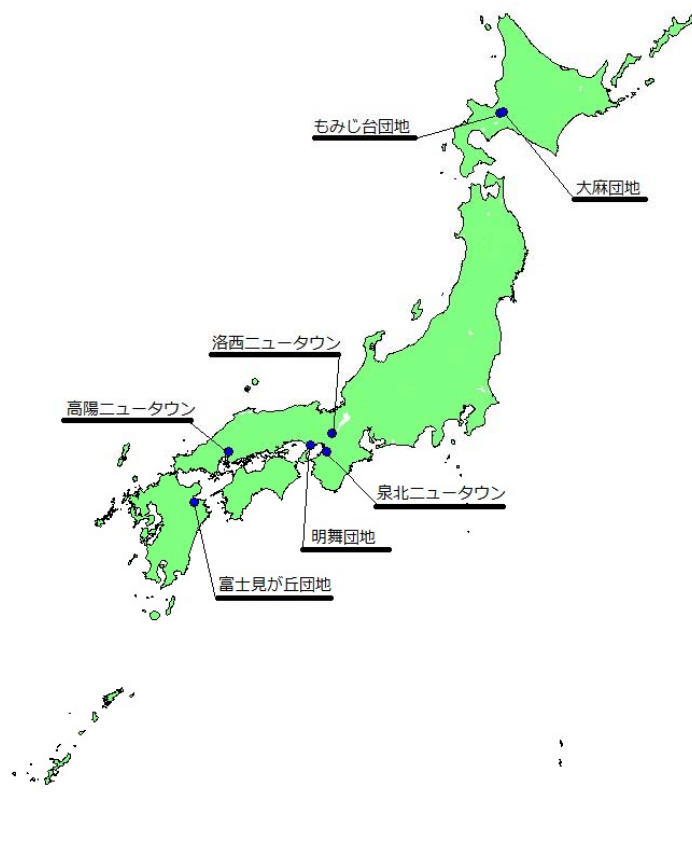 もみじ台団地
大麻団地
洛西ニュータウン
高陽ニュータウン
泉北ニュータウン
明舞団地
富士見が丘団地